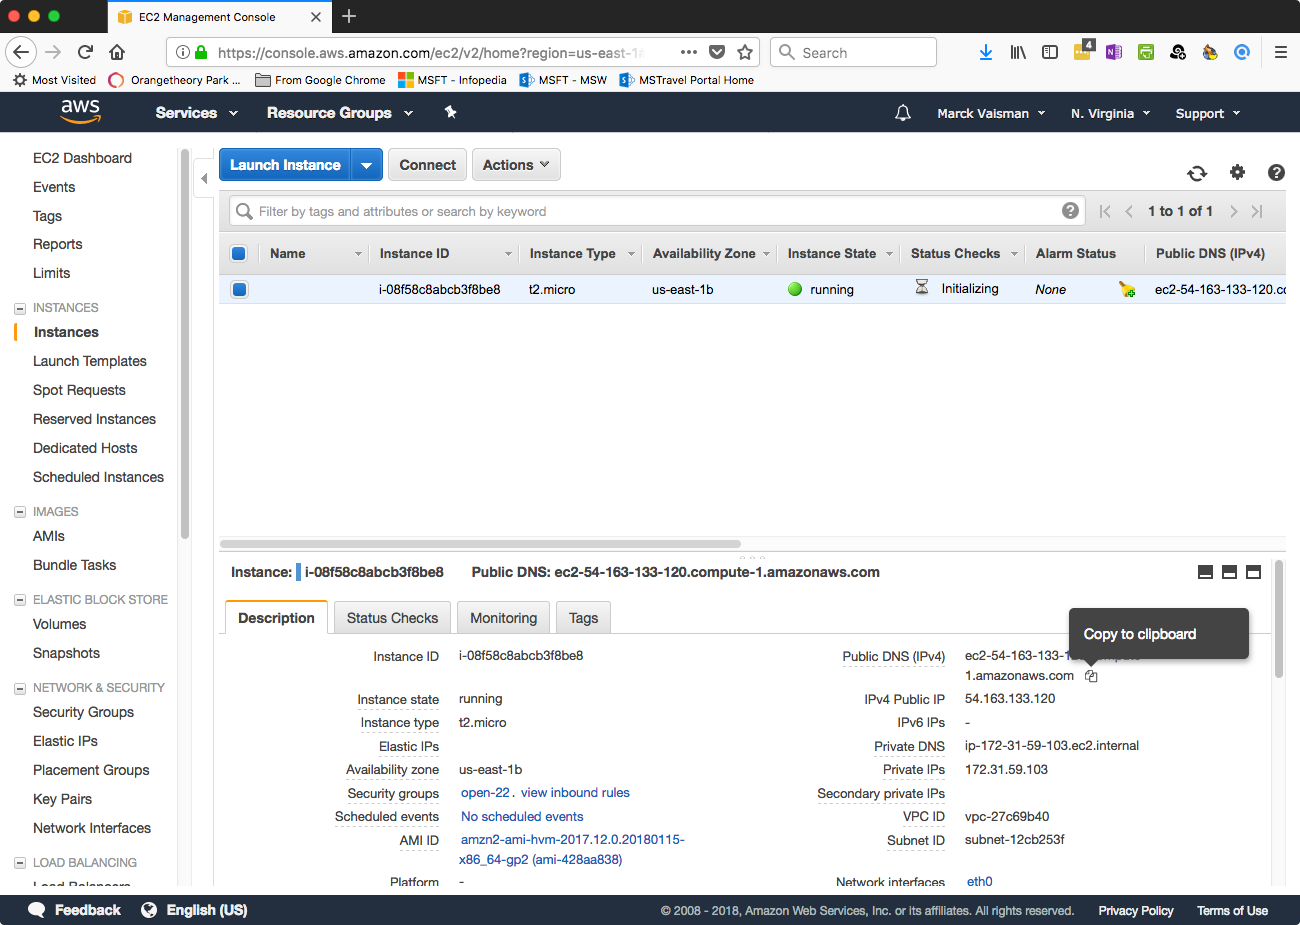 EC2 Management Console
https://console.aws.amazon.com/ec2/v2/home?region=us-east-1
Search
4
Most Visited
Orangetheory Park ...
From Google Chrome
MSFT - Infopedia
MSFT - MSW
MSTravel Portal Home
aws
Services
Resource Groups
Marck Vaisman
N. Virginia
Support
EC2 Dashboard
Events
Tags
Reports
Limits
INSTANCES
Instances
Launch Templates
Spot Requests
Reserved Instances
Dedicated Hosts
Scheduled Instances
IMAGES
AMIs
Bundle Tasks
ELASTIC BLOCK STORE
Volumes
Snapshots
NETWORK & SECURITY
Security Groups
Elastic IPs
Placement Groups
Key Pairs
Network Interfaces
LOAD BALANCING
Load Balancers
Launch Instance
Connect
Actions
Filter by tags and attributes or search by keyword
1 to 1 of 1
Name Instance ID Instance Type Availability Zone Instance State Status Checks Alarm Status Public DNS (IPv4)
i-08f58c8abcb3f8be8 t2.micro us-east-1b running Initializing None ec2-54-163-133-120.co
Instance: i-08f58c8abcb3f8be8 Public DNS: ec2-54-163-133-120.compute-1.amazonaws.com
Description
Status Checks
Monitoring
Tags
Copy to clipboard
Instance ID i-08f58c8abcb3f8be8
Instance state running
Instance type t2.micro
Elastic IPs
Availability zone us-east-1b
Security groups open-22. view inbound rules
Scheduled events No scheduled events
AMI ID amzn2-ami-hvm-2017.12.0.20180115-
x86_64-gp2 (ami-428aa838)
Platform -
Public DNS (IPv4) ec2-54-163-133-
1.amazonaws.com
IPv4 Public IP 54.163.133.120
IPv6 IPs -
Private DNS ip-172-31-59-103.ec2.internal
Private IPs 172.31.59.103
Secondary private IPs
VPC ID vpc-27c69b40
Subnet ID subnet-12cb253f
Network interfaces eth0
Feedback
English (US)
© 2008 - 2018, Amazon Web Services, Inc. or its affiliates. All rights reserved.
Privacy Policy
Terms of Use